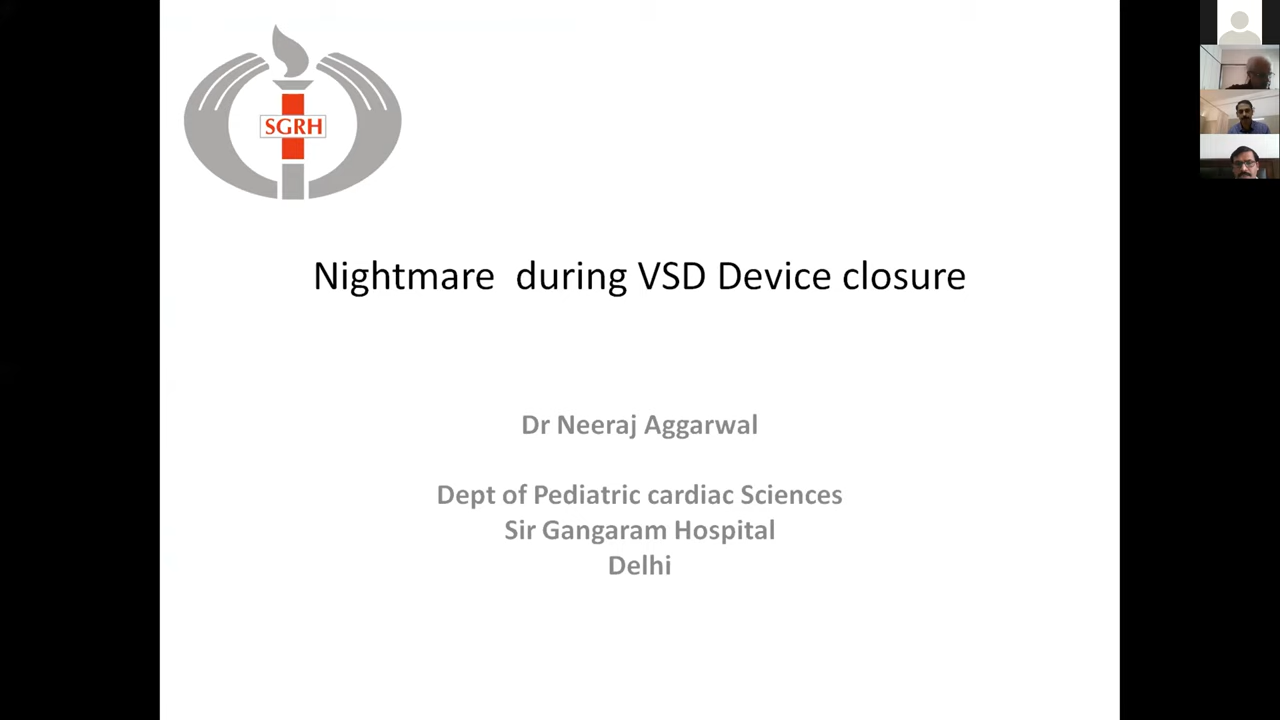 SGRH
Nightmare during VSD Device closure
Dr Neeraj Aggarwal
Dept of Pediatric cardiac Sciences
Sir Gangaram Hospital
Delhi